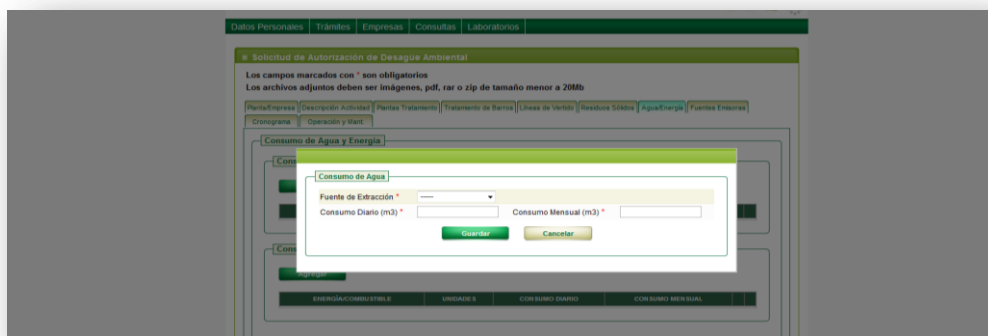 Datos Personales Trámites Empresas Consultas Laboratorios
Solicitud de Autorización de Desagüe Ambiental
Los campos marcados con * son obligatorios
Los archivos adjuntos deben ser imágenes, pdf, rar o zip de tamaño menor a 20Mb
Planta/Empresa Descripción Actividad Plantas Tratamiento Tratamiento de Barros Líneas de Vertido Residuos Sólidos Agua/Energía Fuentes Emisoras
Cronograma Operación y Mant.
Consumo de Agua y Energía
Consumo de Agua
Fuente de Extracción * -----
Consumo Diario (m3) * Consumo Mensual (m3) *
Guardar Cancelar
Agregar
ENERGÍA/COMBUSTIBLE UNIDADES CONSUMO DIARIO CONSUMO MENSUAL